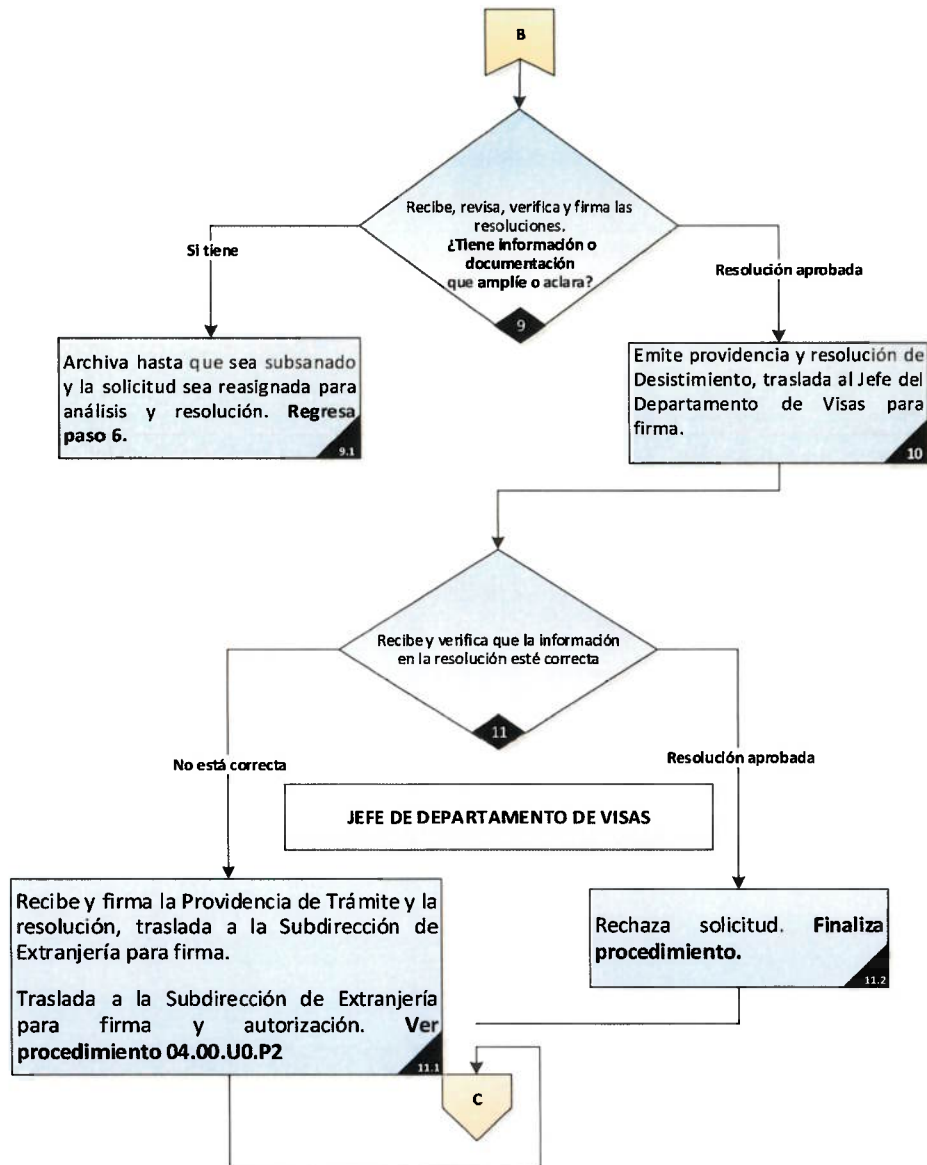 B
Recibe, revisa, verifica y firma las
resoluciones.
¿Tiene información o
documentación
que amplíe o aclara?
9
Si tiene
Resolución aprobada
Archiva hasta que sea subsanado
y la solicitud sea reasignada para
análisis y resolución. Regresa
paso 6.
9.1
Emite providencia y resolución de
Desistimiento, traslada al Jefe del
Departamento de Visas para
firma.
10
Recibe y verifica que la información
en la resolución esté correcta
11
No está correcta
Resolución aprobada
JEFE DE DEPARTAMENTO DE VISAS
Recibe y firma la Providencia de Trámite y la
resolución, traslada a la Subdirección de
Extranjería para firma.
Traslada a la Subdirección de Extranjería
para firma y autorización. Ver
procedimiento 04.00.U0.P2
11.1
Rechaza solicitud. Finaliza
procedimiento.
11.2
C